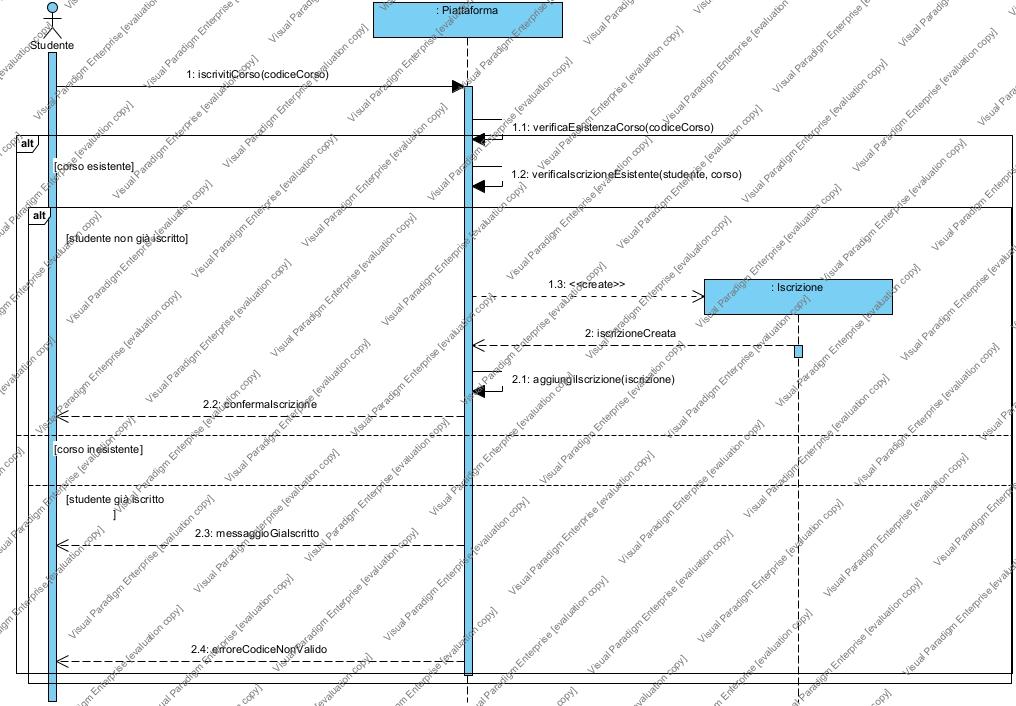 : Piattaforma
Studente
1: iscrivitiCorso(codiceCorso)
1.1: verificaEsistenzaCorso(codiceCorso)
alt
[corso esistente]
1.2: verificaIscrizioneEsistente(studente, corso)
alt
[studente non già iscritto]
1.3: <<create>>
: Iscrizione
2: iscrizioneCreata
2.1: aggiungiIscrizione(iscrizione)
2.2: confermaIscrizione
[corso inesistente]
[studente già iscritto
]
2.3: messaggioGiaIscritto
2.4: erroreCodiceNonValido
Visual Paradigm Enterprise [evaluation copy]